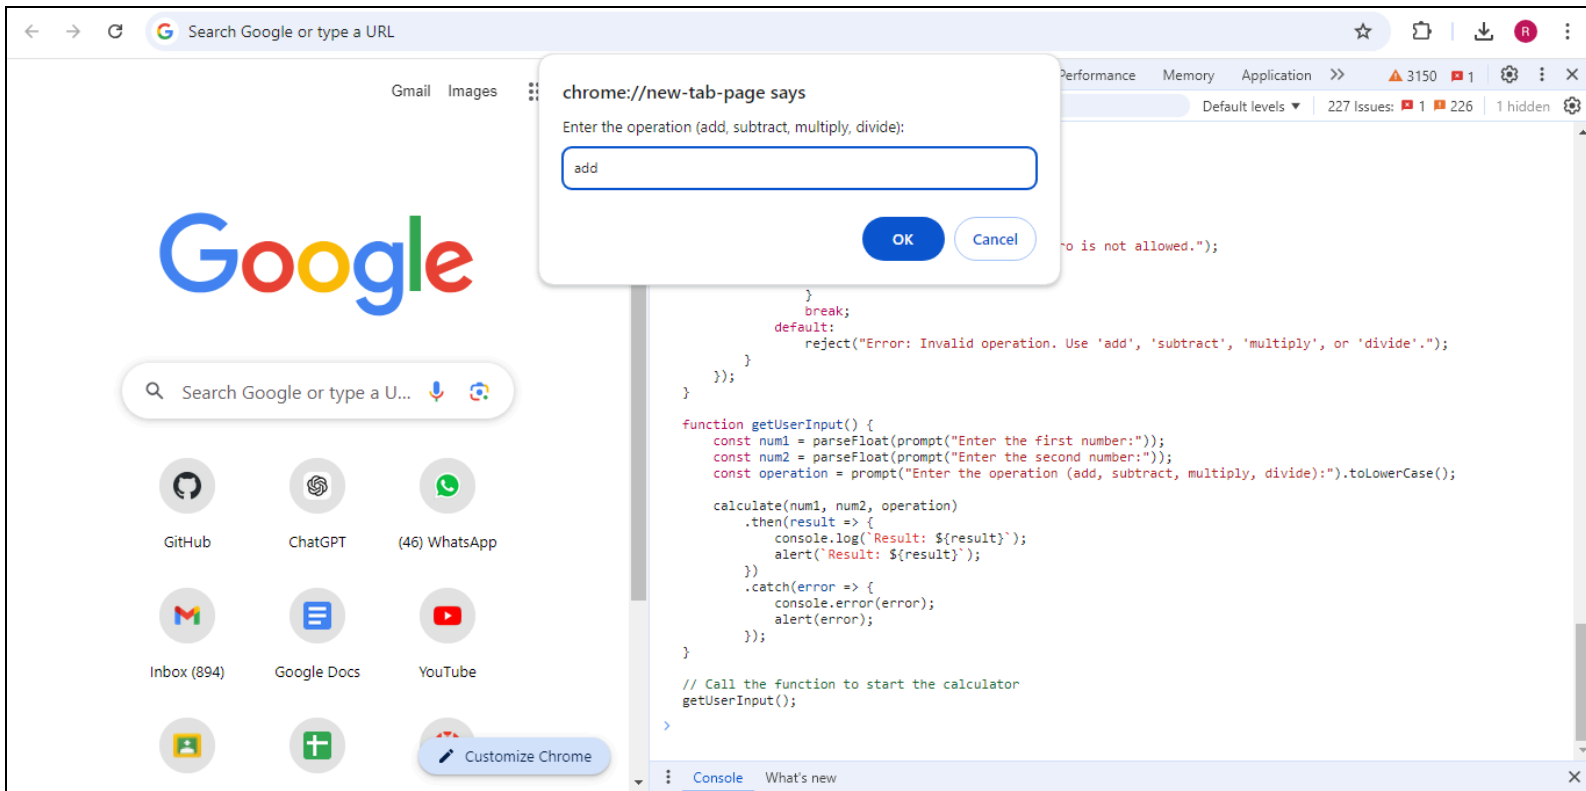 Search Google or type a URL
R
Gmail Images
chrome://new-tab-page says
Enter the operation (add, subtract, multiply, divide):
add
OK Cancel
Performance Memory Application 3150 1
Default levels ▼ 227 Issues: 1 226 1 hidden
Google
Search Google or type a U...
GitHub ChatGPT (46) WhatsApp
Inbox (894) Google Docs YouTube
Customize Chrome
is not allowed.");
}
break;
default:
reject("Error: Invalid operation. Use 'add', 'subtract', 'multiply', or 'divide'.");
}
});
}
function getUserInput() {
const num1 = parseFloat(prompt("Enter the first number:"));
const num2 = parseFloat(prompt("Enter the second number:"));
const operation = prompt("Enter the operation (add, subtract, multiply, divide):").toLowerCase();
calculate(num1, num2, operation)
.then(result => {
console.log(`Result: ${result}`);
alert(`Result: ${result}`);
})
.catch(error => {
console.error(error);
alert(error);
});
}
// Call the function to start the calculator
getUserInput();
>
Console What's new